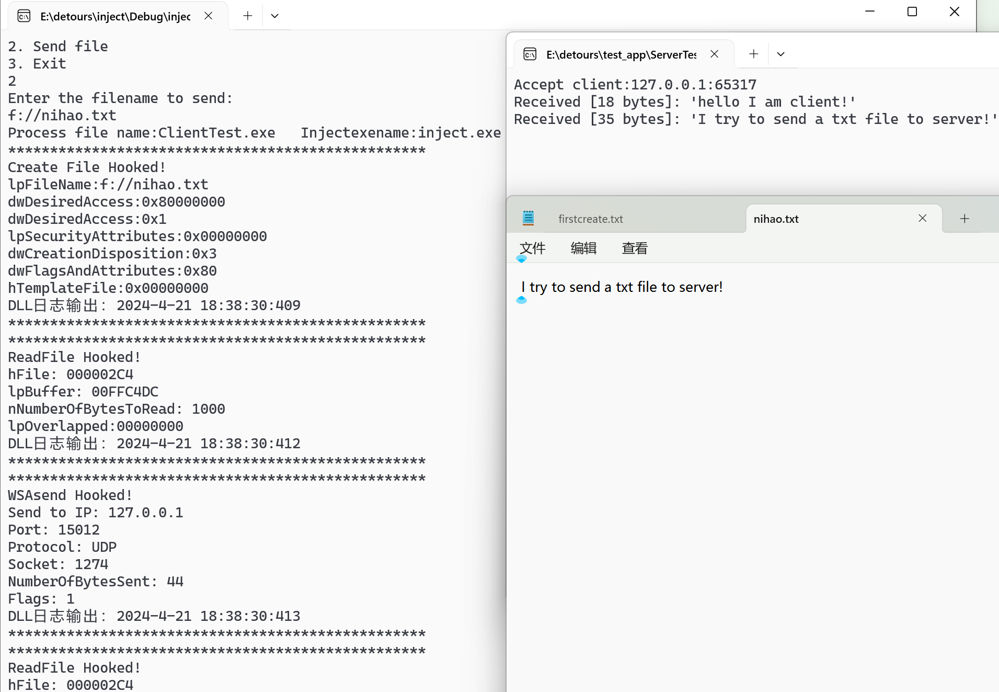 E:\detours\inject\Debug\injec
2. Send file
3. Exit
2
Enter the filename to send:
f://nihao.txt
Process file name:ClientTest.exe   Injectexename:inject.exe
**************************************************
Create File Hooked!
lpFileName:f://nihao.txt
dwDesiredAccess:0x80000000
dwDesiredAccess:0x1
lpSecurityAttributes:0x00000000
dwCreationDisposition:0x3
dwFlagsAndAttributes:0x80
hTemplateFile:0x00000000
DLL日志输出: 2024-4-21 18:38:30:409
**************************************************
**************************************************
ReadFile Hooked!
hFile: 000002C4
lpBuffer: 00FFC4DC
nNumberOfBytesToRead: 1000
lpOverlapped:00000000
DLL日志输出: 2024-4-21 18:38:30:412
**************************************************
**************************************************
WSAsend Hooked!
Send to IP: 127.0.0.1
Port: 15012
Protocol: UDP
Socket: 1274
NumberOfBytesSent: 44
Flags: 1
DLL日志输出: 2024-4-21 18:38:30:413
**************************************************
**************************************************
ReadFile Hooked!
hFile: 000002C4
E:\detours\test_app\ServerTes
Accept client:127.0.0.1:65317
Received [18 bytes]: 'hello I am client!'
Received [35 bytes]: 'I try to send a txt file to server!'
firstcreate.txt
nihao.txt
文件 编辑 查看
I try to send a txt file to server!